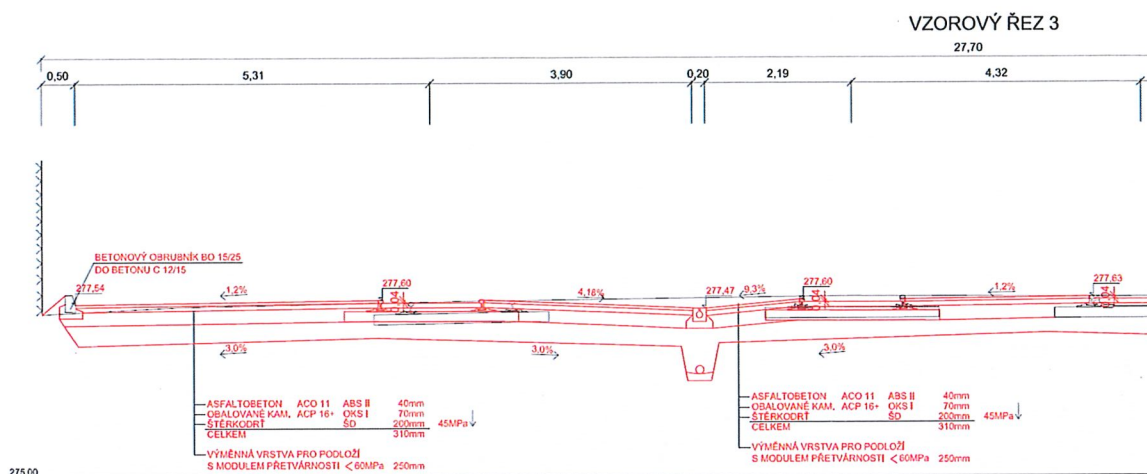 VZOROVÝ ŘEZ 3
27,70
0,50 5,31 3,90 0,20 2,19 4,32
BETONOVÝ OBRUBNÍK BO 15/25
DO BETONU C 12/15
277,54 1,2% 277,60 4,16% 277,47 9,3% 277,60 1,2% 277,63
3,0% 3,0% 3,0%
ASFALTOBETON ACO 11 ABS II 40mm
OBALOVANÉ KAM. ACP 16+ OKS I 70mm
ŠTĚRKODRŤ ŠD 200mm 45MPa
CELKEM 310mm
VÝMĚNNÁ VRSTVA PRO PODLOŽÍ
S MODULEM PŘETVÁRNOSTI <60MPa 250mm
ASFALTOBETON ACO 11 ABS II 40mm
OBALOVANÉ KAM. ACP 16+ OKS I 70mm
ŠTĚRKODRŤ ŠD 200mm 45MPa
CELKEM 310mm
VÝMĚNNÁ VRSTVA PRO PODLOŽÍ
S MODULEM PŘETVÁRNOSTI <60MPa 250mm
275,00